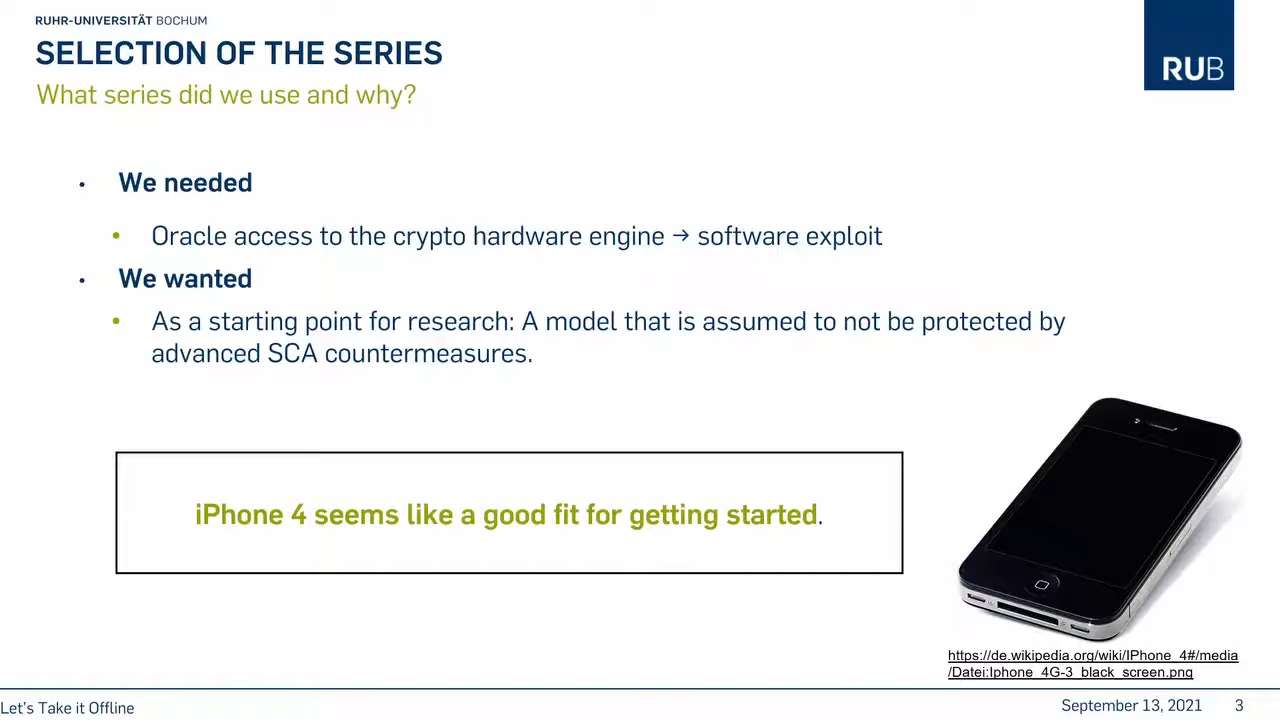 RUHR-UNIVERSITÄT BOCHUM
SELECTION OF THE SERIES
What series did we use and why?
RUB
• We needed
• Oracle access to the crypto hardware engine → software exploit
• We wanted
• As a starting point for research: A model that is assumed to not be protected by
advanced SCA countermeasures.
iPhone 4 seems like a good fit for getting started.
https://de.wikipedia.org/wiki/IPhone_4#/media
/Datei:Iphone_4G-3_black_screen.png
Let's Take it Offline
September 13, 2021 3